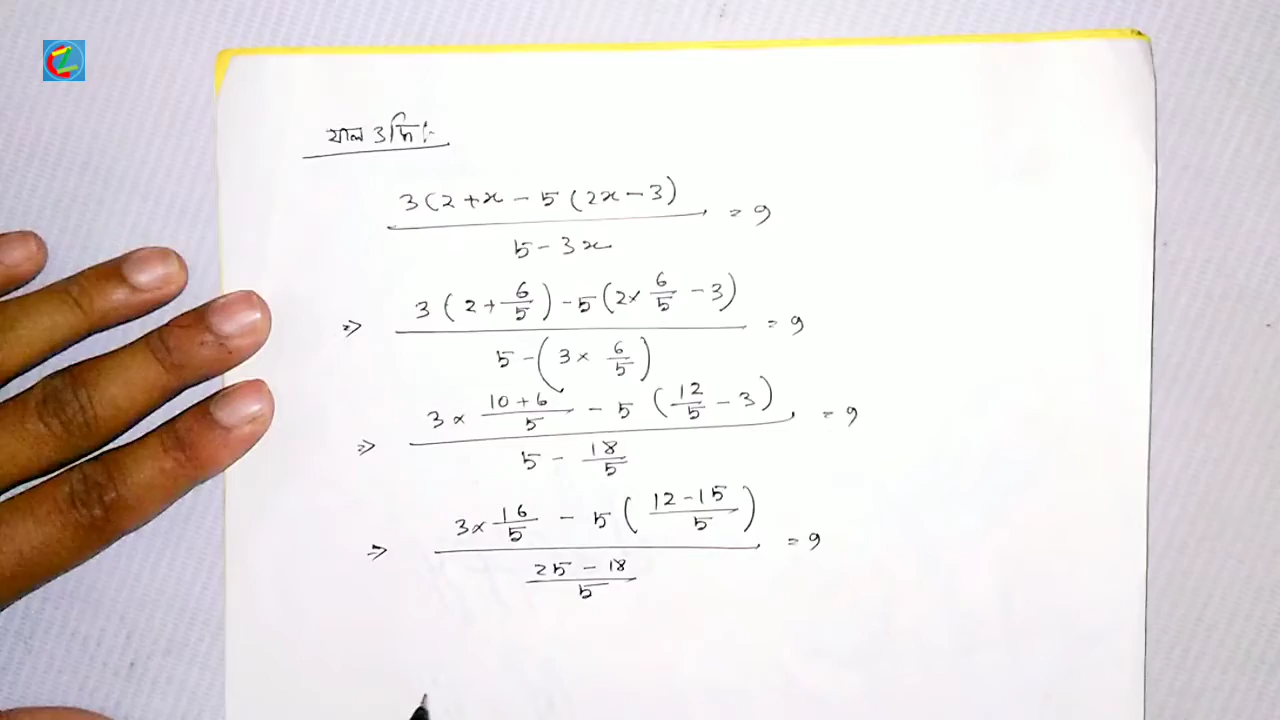 যাল ওদি :-
3(2+x − 5(2x−3) / 5−3x = 9
⇒ 3(2+6/5) − 5(2×6/5 − 3) / 5 − (3× 6/5) = 9
⇒ 3× 10+6/5 − 5 (12/5 − 3) / 5 − 18/5 = 9
⇒ 3× 16/5 − 5 (12−15/5) / 25−18/5 = 9